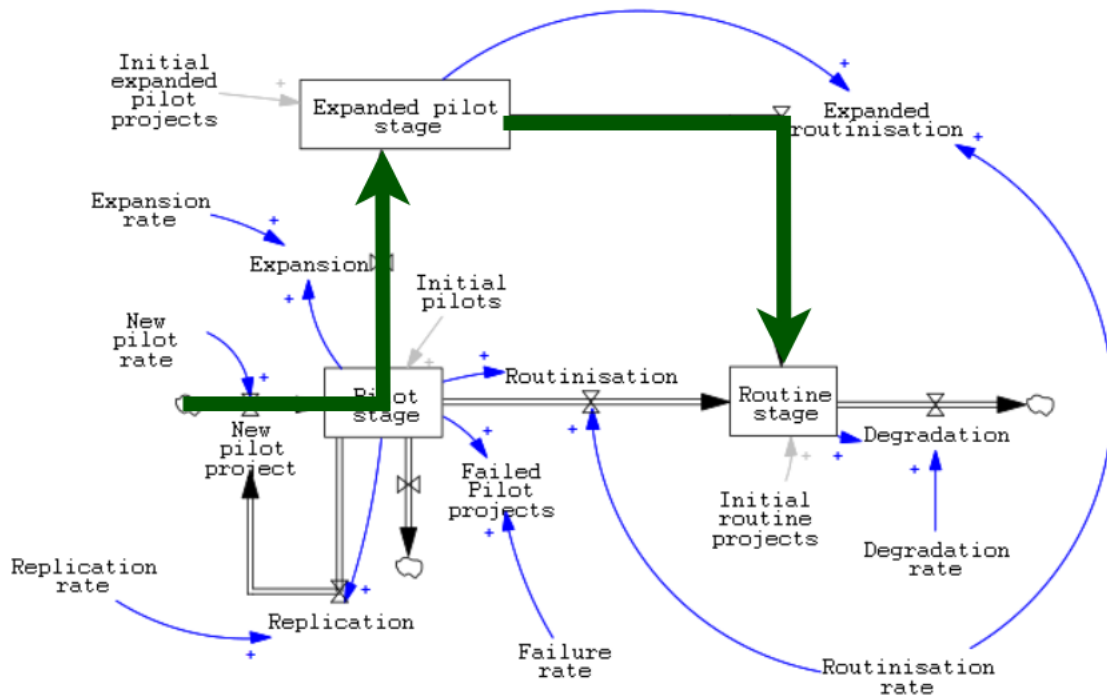 Initial
expanded
pilot
projects
Expanded pilot
stage
Expanded
routinisation
Expansion
rate
Expansion
Initial
pilots
New
pilot
rate
Pilot
stage
Routinisation
Routine
stage
New
pilot
project
Failed
Pilot
projects
Degradation
Initial
routine
projects
Degradation
rate
Replication
rate
Replication
Failure
rate
Routinisation
rate